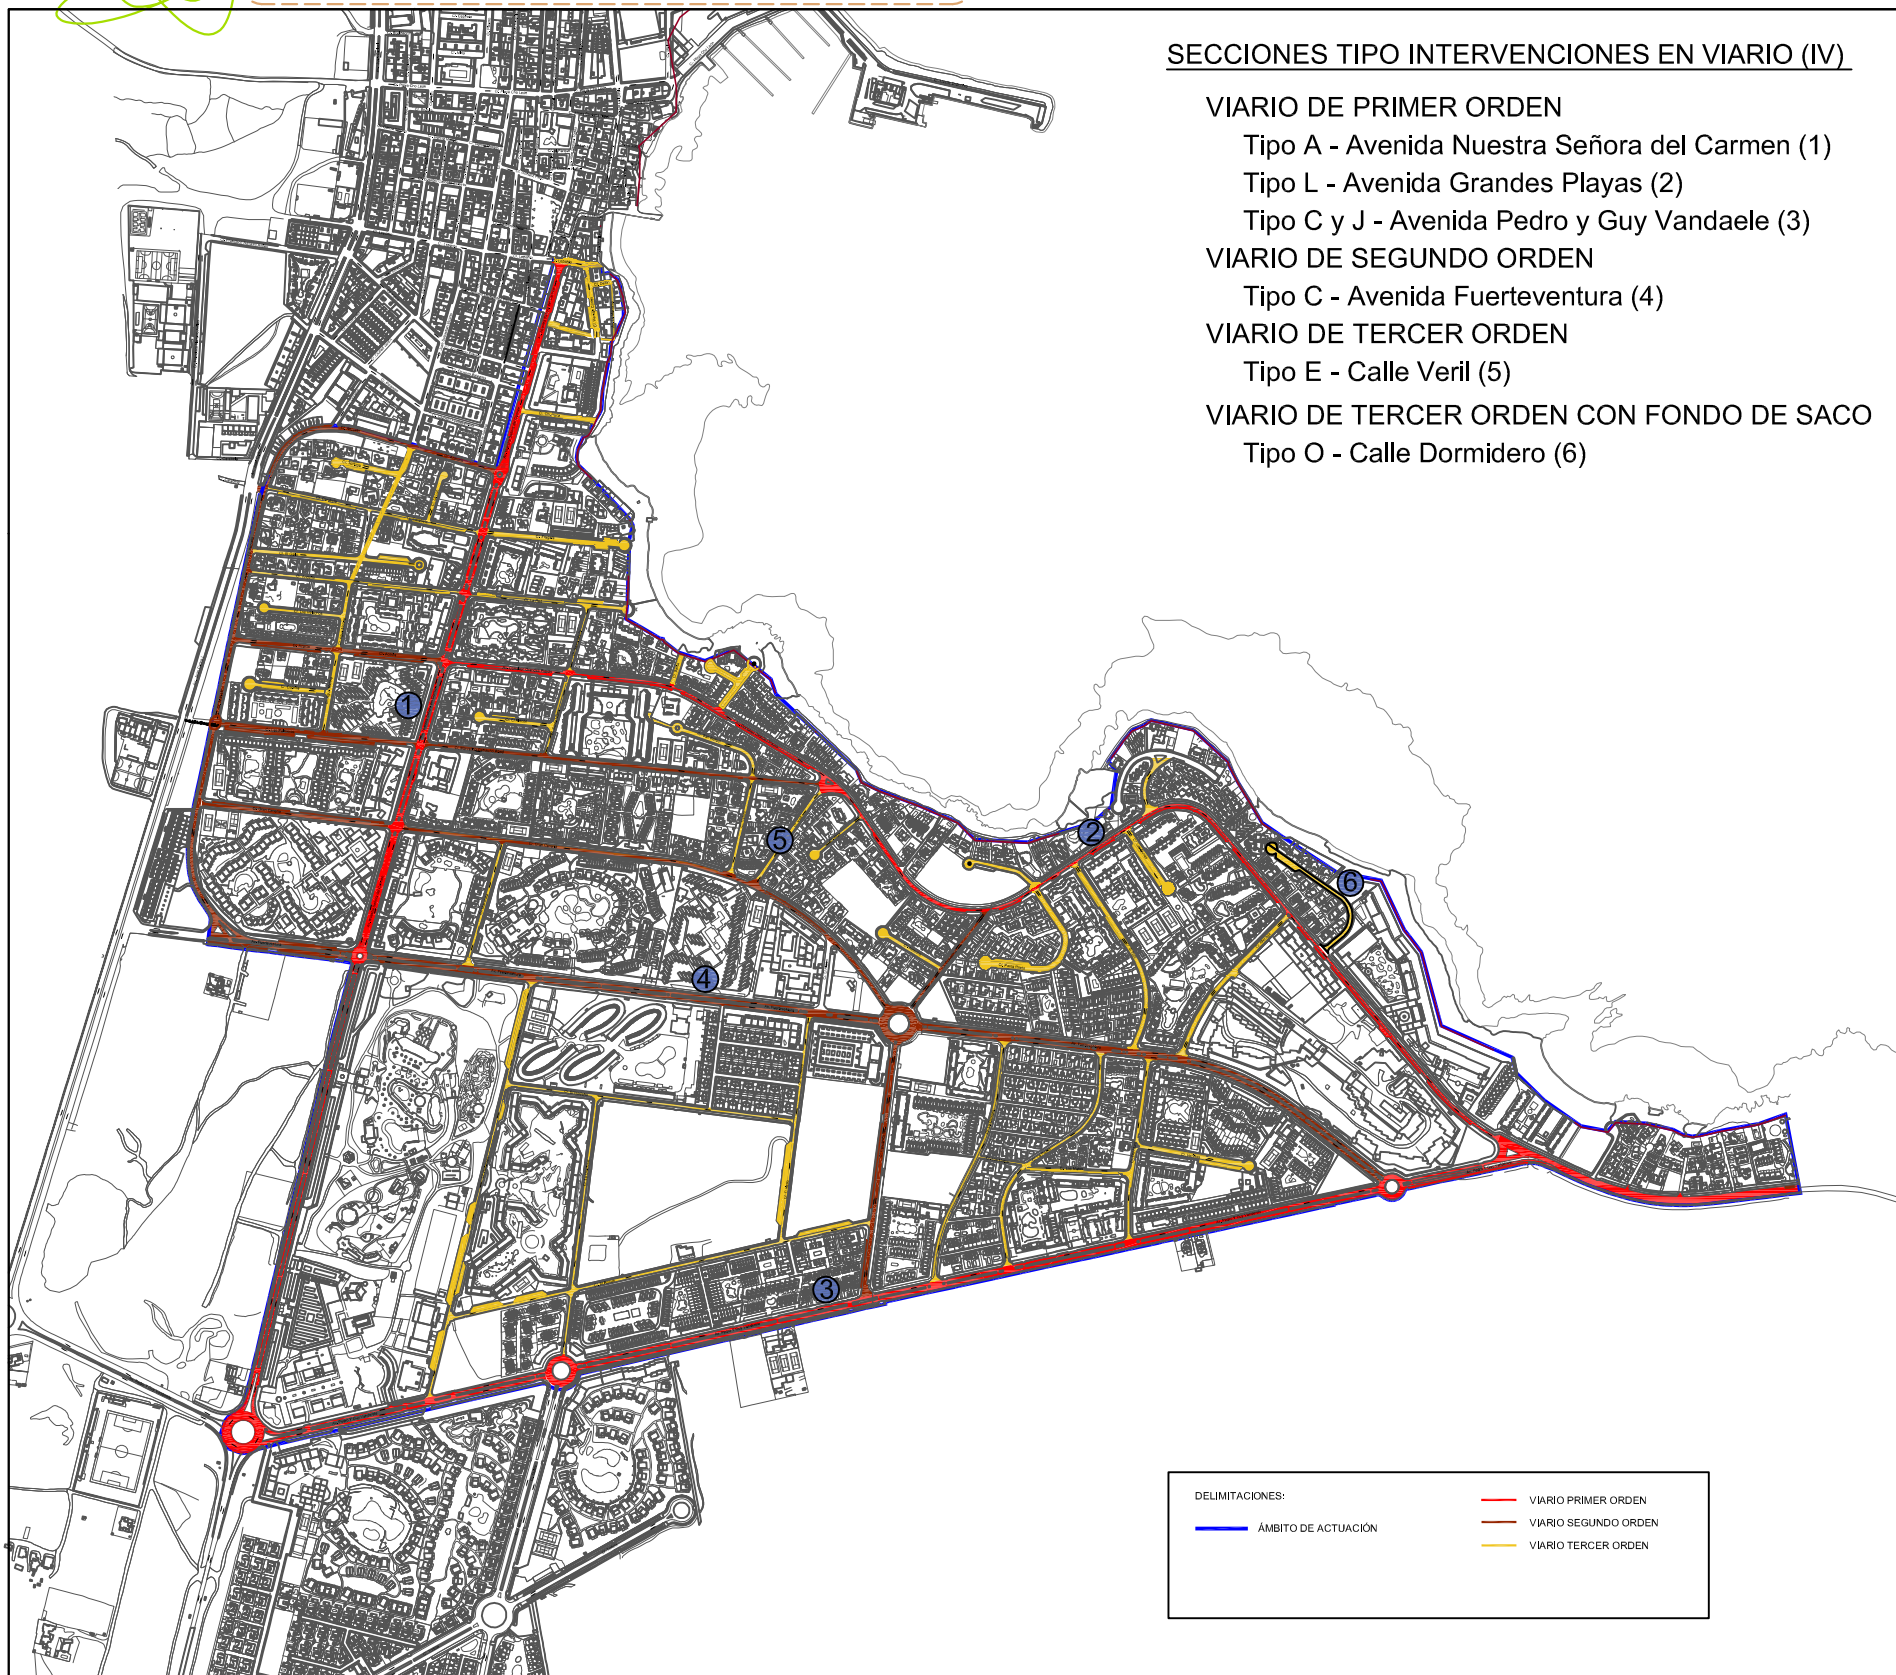 SECCIONES TIPO INTERVENCIONES EN VIARIO (IV)
VIARIO DE PRIMER ORDEN
Tipo A - Avenida Nuestra Señora del Carmen (1)
Tipo L - Avenida Grandes Playas (2)
Tipo C y J - Avenida Pedro y Guy Vandaele (3)
VIARIO DE SEGUNDO ORDEN
Tipo C - Avenida Fuerteventura (4)
VIARIO DE TERCER ORDEN
Tipo E - Calle Veril (5)
VIARIO DE TERCER ORDEN CON FONDO DE SACO
Tipo O - Calle Dormidero (6)
1
2
5
6
4
3
DELIMITACIONES:
ÁMBITO DE ACTUACIÓN
VIARIO PRIMER ORDEN
VIARIO SEGUNDO ORDEN
VIARIO TERCER ORDEN